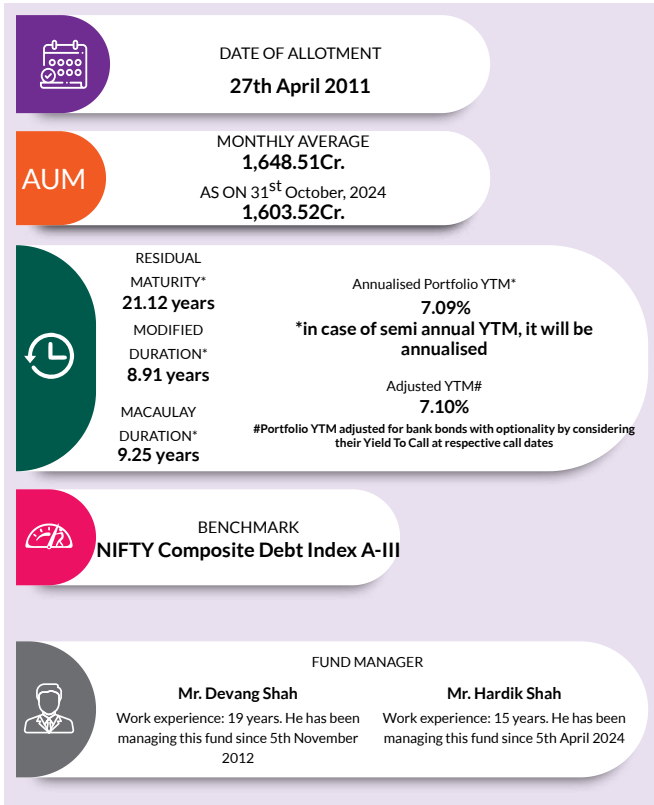 DATE OF ALLOTMENT
27th April 2011
AUM
MONTHLY AVERAGE
1,648.51Cr.
AS ON 31st October, 2024
1,603.52Cr.
RESIDUAL
MATURITY*
21.12 years
MODIFIED
DURATION*
8.91 years
MACAULAY
DURATION*
9.25 years
Annualised Portfolio YTM*
7.09%
*in case of semi annual YTM, it will be
annualised
Adjusted YTM#
7.10%
#Portfolio YTM adjusted for bank bonds with optionality by considering
their Yield To Call at respective call dates
BENCHMARK
NIFTY Composite Debt Index A-III
FUND MANAGER
Mr. Devang Shah
Work experience: 19 years. He has been
managing this fund since 5th November
2012
Mr. Hardik Shah
Work experience: 15 years. He has been
managing this fund since 5th April 2024